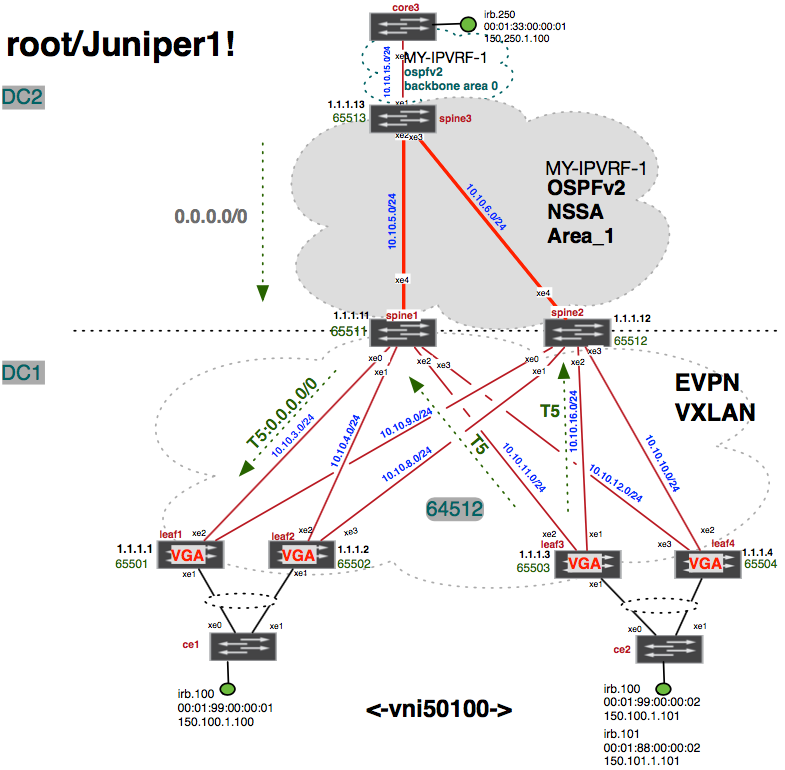 core3
irb.250
00:01:33:00:00:01
150.250.1.100
root/Juniper1!
10.10.15.0/24
xe1
MY-IPVRF-1
ospfv2
backbone area 0
DC2
xe1
1.1.1.13
65513
spine3
xe2
xe3
MY-IPVRF-1
OSPFv2
NSSA
Area_1
0.0.0.0/0
10.10.5.0/24
10.10.6.0/24
xe4
xe4
1.1.1.11
65511
spine1
spine2
1.1.1.12
65512
DC1
xe0
xe1
xe2
xe3
xe0
xe1
xe2
xe3
EVPN
VXLAN
T5:0.0.0.0/0
10.10.3.0/24
10.10.4.0/24
10.10.9.0/24
10.10.8.0/24
T5
T5
10.10.11.0/24
10.10.16.0/24
10.10.12.0/24
10.10.10.0/24
64512
leaf1
xe2
1.1.1.1
65501
VGA
xe1
leaf2
xe2
xe3
VGA
1.1.1.2
65502
xe1
xe2
leaf3
xe1
1.1.1.3
65503
VGA
xe1
xe3
xe2
leaf4
VGA
1.1.1.4
65504
xe1
xe0
xe1
ce1
xe0
xe1
ce2
irb.100
00:01:99:00:00:01
150.100.1.100
<-vni50100->
irb.100
00:01:99:00:00:02
150.100.1.101
irb.101
00:01:88:00:00:02
150.101.1.101